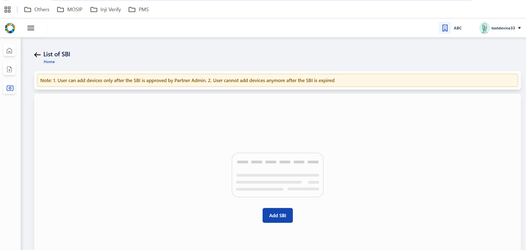 Others MOSIP Inji Verify PMS
ABC
testdevina33
List of SBI
Home
Note: 1. User can add devices only after the SBI is approved by Partner Admin. 2. User cannot add devices anymore after the SBI is expired
Add SBI